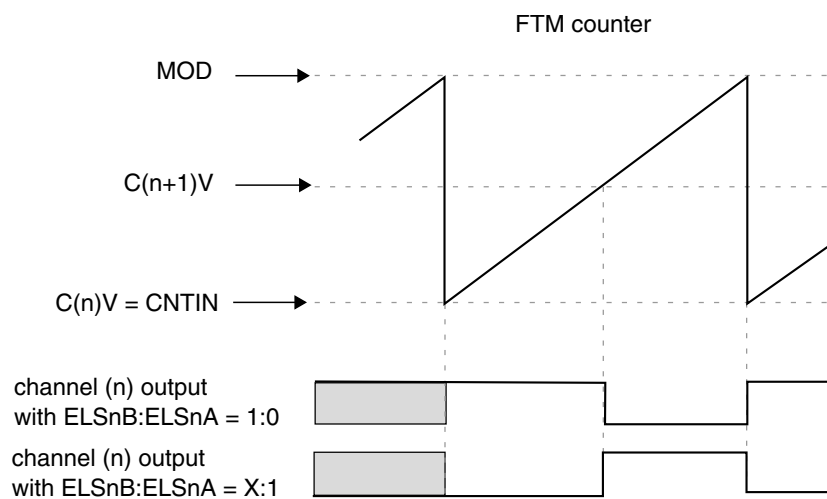 FTM counter
MOD
C(n+1)V
C(n)V = CNTIN
channel (n) output
with ELSnB:ELSnA = 1:0
channel (n) output
with ELSnB:ELSnA = X:1